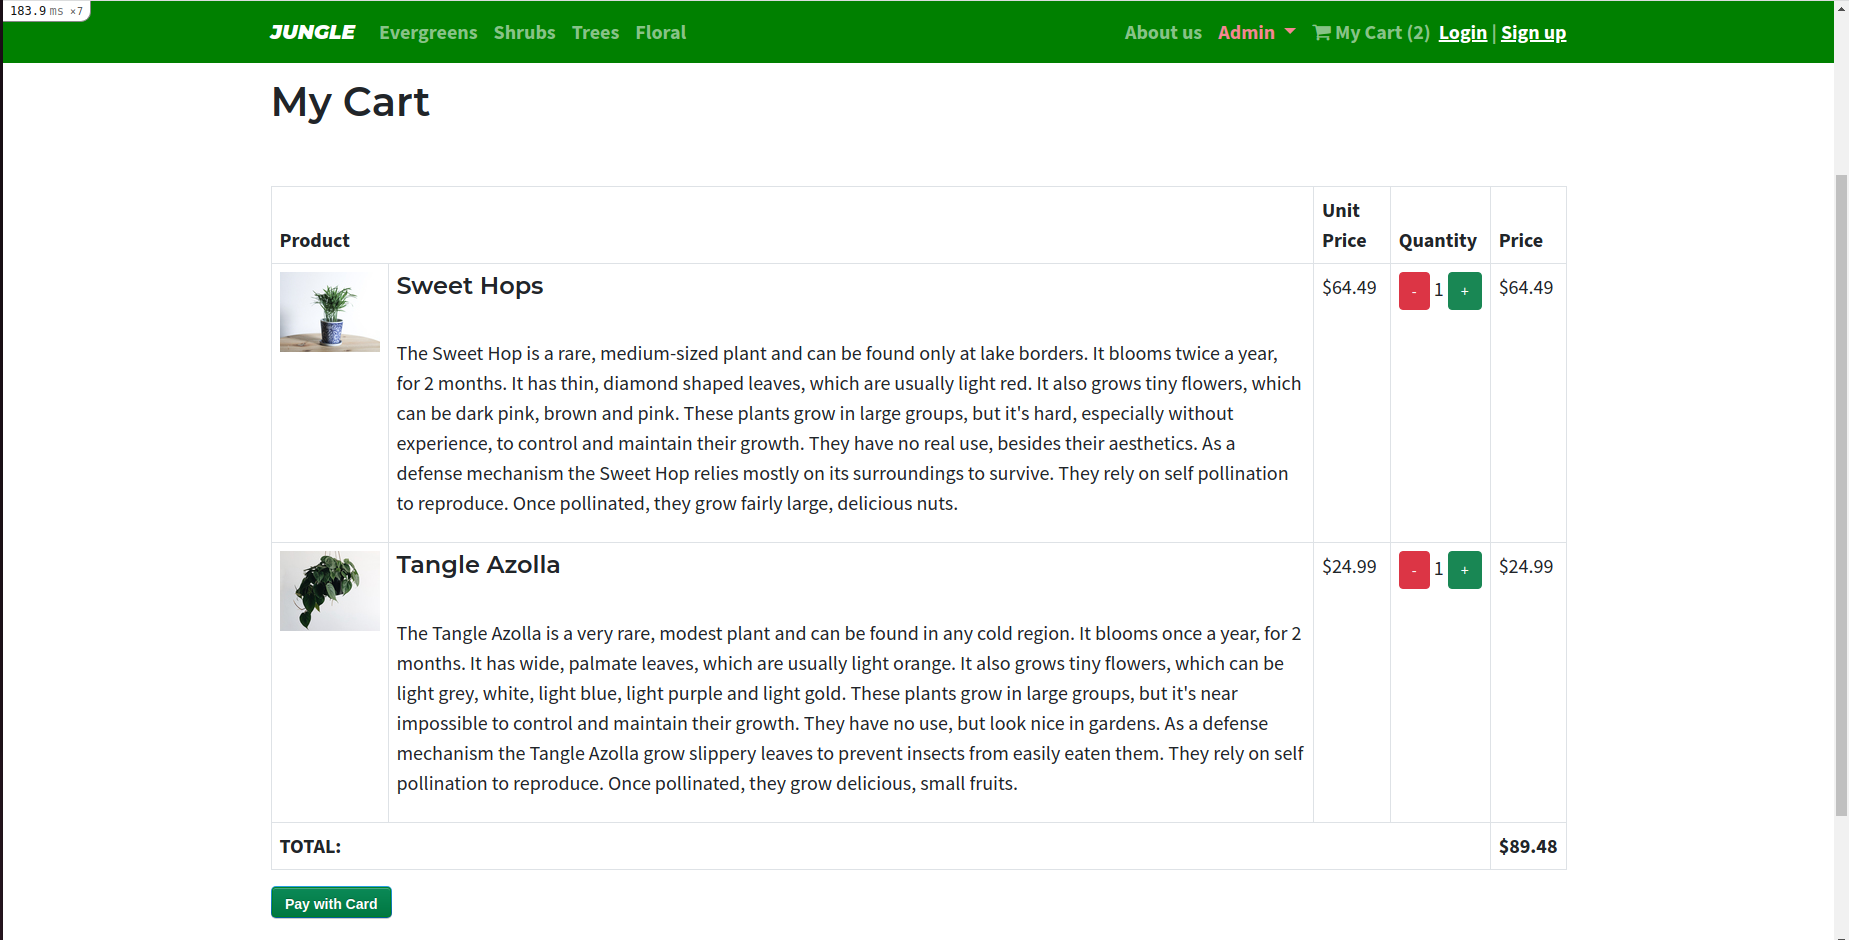 183.9 ms ×7
JUNGLE Evergreens Shrubs Trees Floral About us Admin My Cart (2) Login | Sign up
My Cart
Product Unit Price Quantity Price
Sweet Hops $64.49 - 1 + $64.49
The Sweet Hop is a rare, medium-sized plant and can be found only at lake borders. It blooms twice a year,
for 2 months. It has thin, diamond shaped leaves, which are usually light red. It also grows tiny flowers, which
can be dark pink, brown and pink. These plants grow in large groups, but it's hard, especially without
experience, to control and maintain their growth. They have no real use, besides their aesthetics. As a
defense mechanism the Sweet Hop relies mostly on its surroundings to survive. They rely on self pollination
to reproduce. Once pollinated, they grow fairly large, delicious nuts.
Tangle Azolla $24.99 - 1 + $24.99
The Tangle Azolla is a very rare, modest plant and can be found in any cold region. It blooms once a year, for 2
months. It has wide, palmate leaves, which are usually light orange. It also grows tiny flowers, which can be
light grey, white, light blue, light purple and light gold. These plants grow in large groups, but it's near
impossible to control and maintain their growth. They have no use, but look nice in gardens. As a defense
mechanism the Tangle Azolla grow slippery leaves to prevent insects from easily eaten them. They rely on self
pollination to reproduce. Once pollinated, they grow delicious, small fruits.
TOTAL: $89.48
Pay with Card